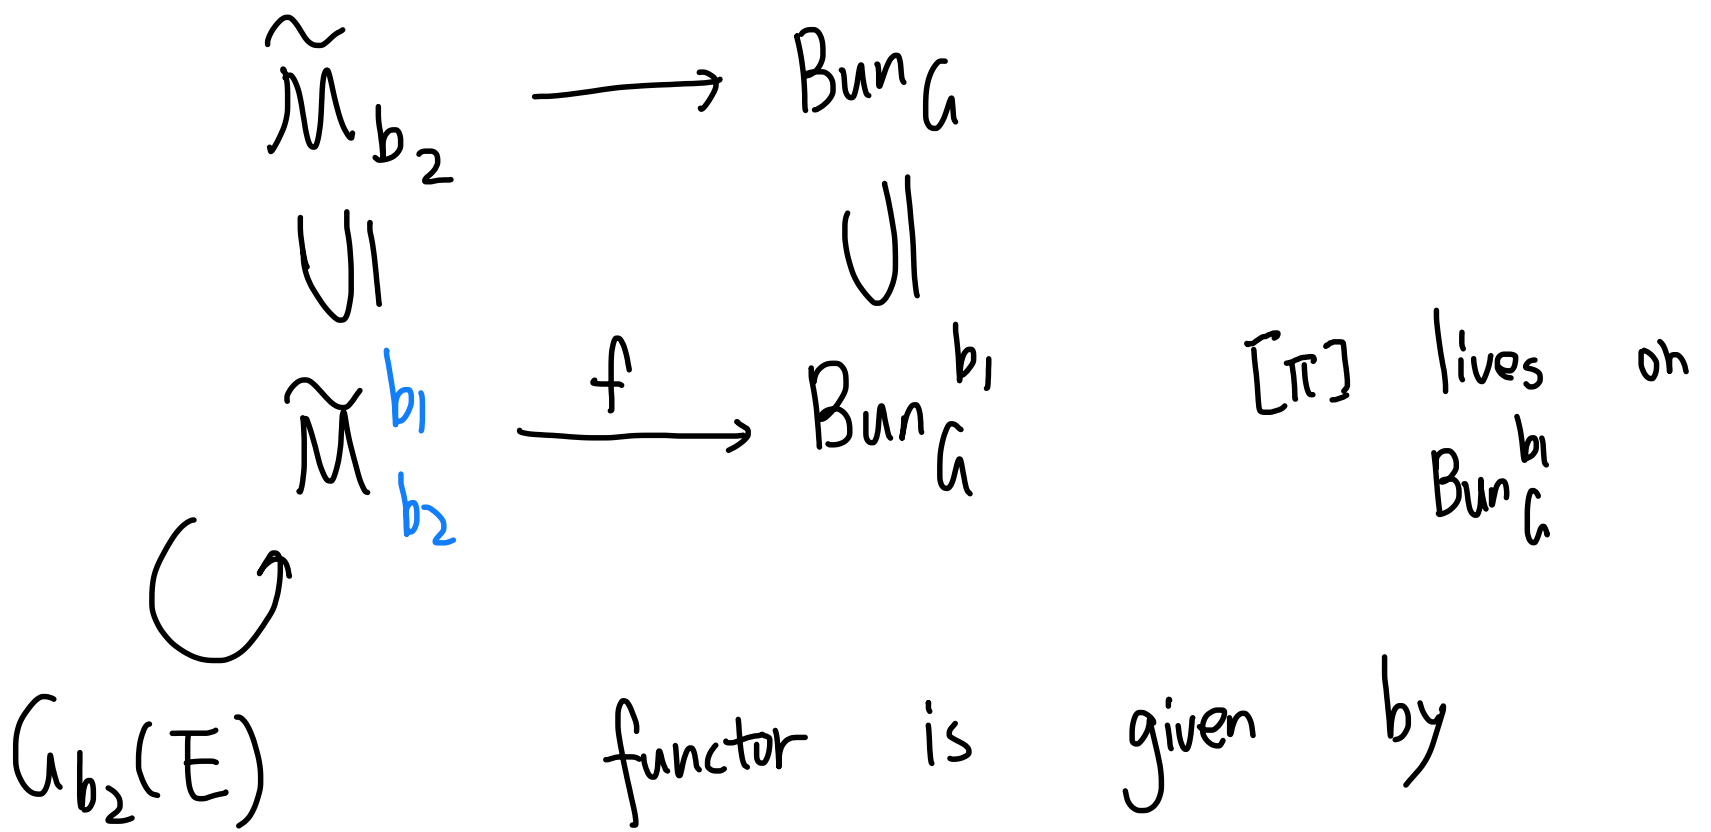 M̃_{b_2} ⟶ Bun_G
∪| ∪|
M̃^{b_1}_{b_2} ⟶^{f} Bun_G^{b_1} [π] lives on
Bun_G^{b_1}
G_{b_2}(E) functor is given by